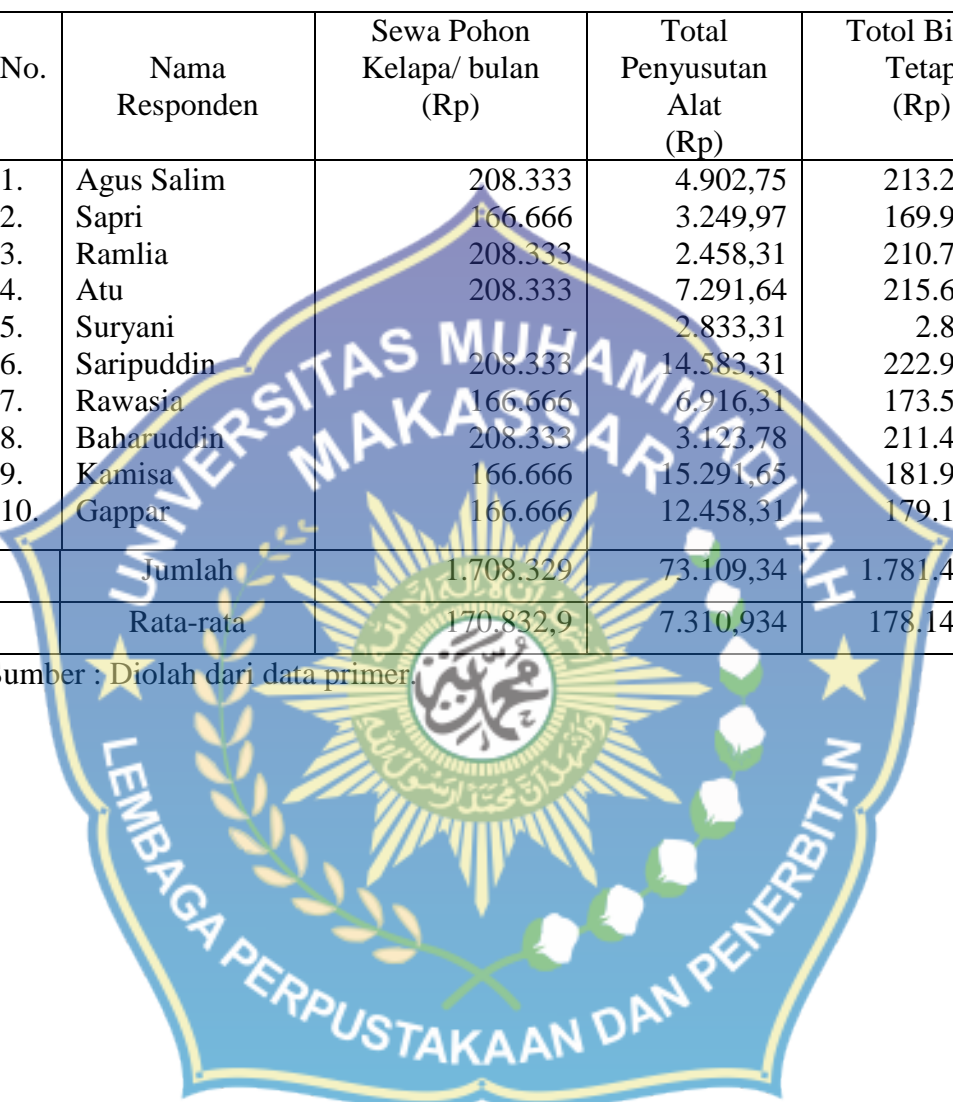 Sewa Pohon Total Totol Bi
No. Nama Kelapa/ bulan Penyusutan Tetap
Responden (Rp) Alat (Rp)
(Rp)
1. Agus Salim 208.333 4.902,75 213.2
2. Sapri 166.666 3.249,97 169.9
3. Ramlia 208.333 2.458,31 210.7
4. Atu 208.333 7.291,64 215.6
5. Suryani - 2.833,31 2.8
6. Saripuddin 208.333 14.583,31 222.9
7. Rawasia 166.666 6.916,31 173.5
8. Baharuddin 208.333 3.123,78 211.4
9. Kamisa 166.666 15.291,65 181.9
10. Gappar 166.666 12.458,31 179.1
Jumlah 1.708.329 73.109,34 1.781.4
Rata-rata 170.832,9 7.310,934 178.14
umber : Diolah dari data primer.
UNIVERSITAS MUHAMMADIYAH
MAKASSAR
LEMBAGA PERPUSTAKAAN DAN PENERBITAN